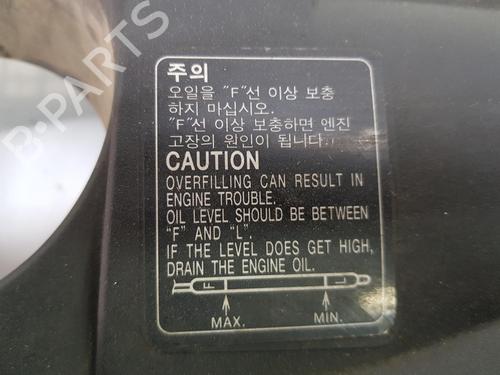 주의
오일을 "F"선 이상 보충
하지 마십시오.
"F"선 이상 보충하면 엔진
고장의 원인이 됩니다.
CAUTION
OVERFILLING CAN RESULT IN
ENGINE TROUBLE.
OIL LEVEL SHOULD BE BETWEEN
"F" AND "L".
IF THE LEVEL DOES GET HIGH,
DRAIN THE ENGINE OIL.
F L
MAX. MIN.
B-PARTS